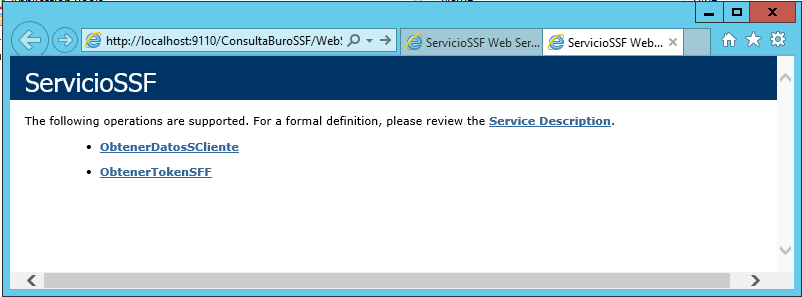 http://localhost:9110/ConsultaBuroSSF/WebS
ServicioSSF Web Ser...
ServicioSSF Web...
ServicioSSF
The following operations are supported. For a formal definition, please review the Service Description.
ObtenerDatosSCliente
ObtenerTokenSFF